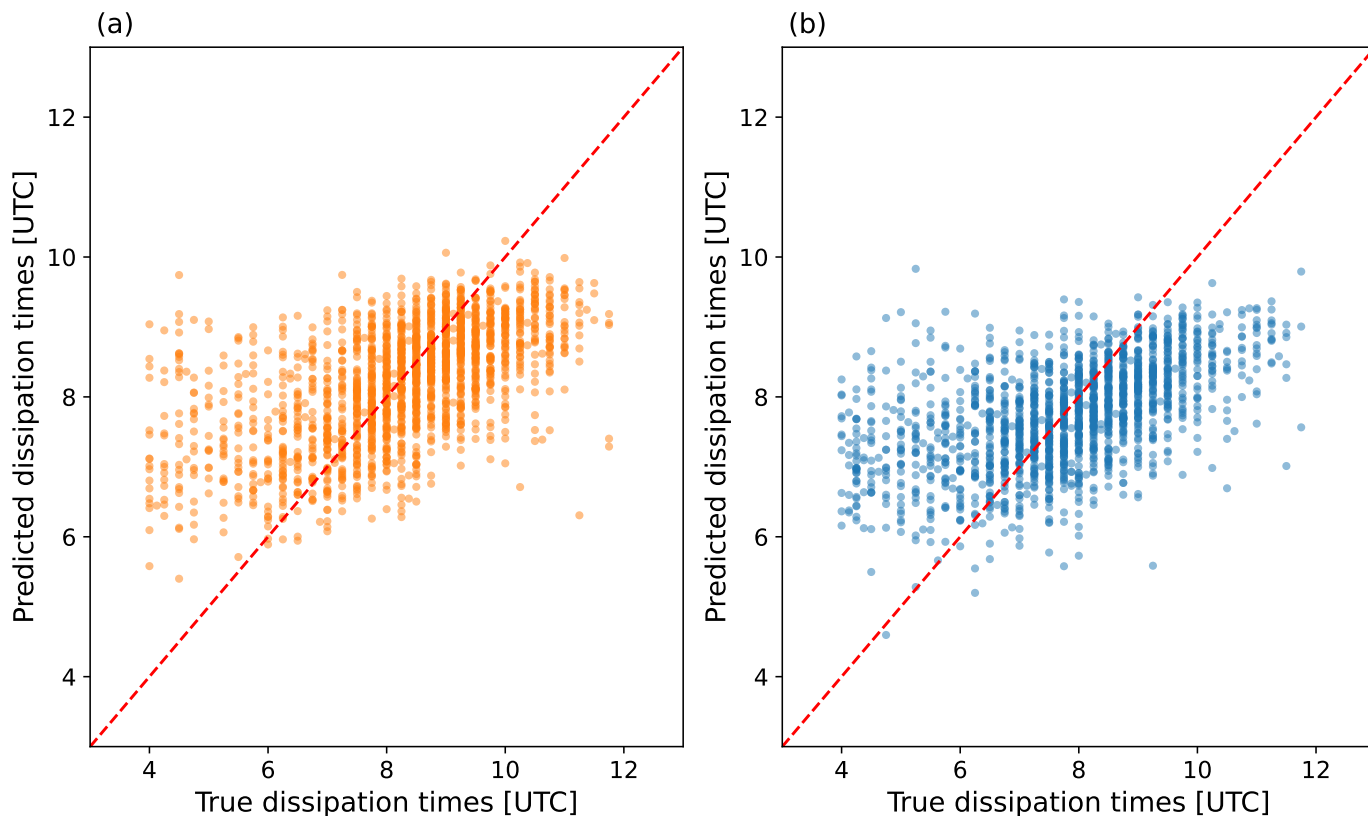 (a)
Predicted dissipation times [UTC]
12
10
8
6
4
4 6 8 10 12
True dissipation times [UTC]
(b)
Predicted dissipation times [UTC]
12
10
8
6
4
4 6 8 10 12
True dissipation times [UTC]